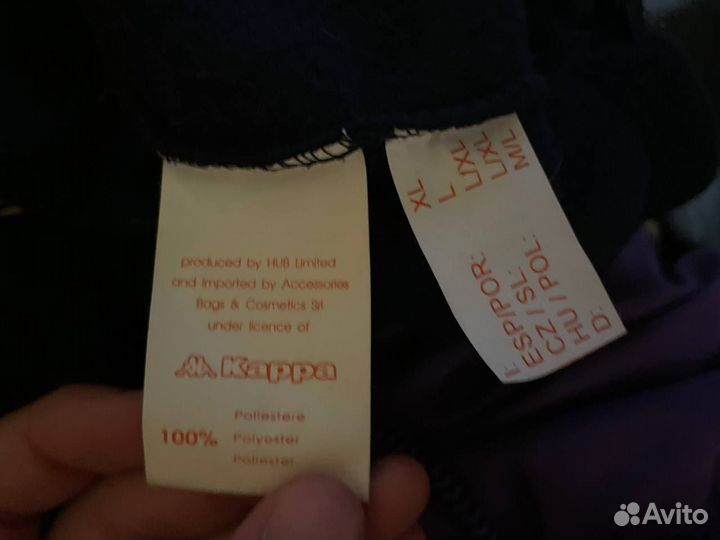 produced by HUB Limited
and imported by Accessories
Bags & Cosmetics Srl
under licence of
Kappa
Poliestere
100% Polyester
Poliester
I: XL
ESP/POR: L
CZ / SL: L/XL
HU / POL: L/XL
D: M/L
Avito